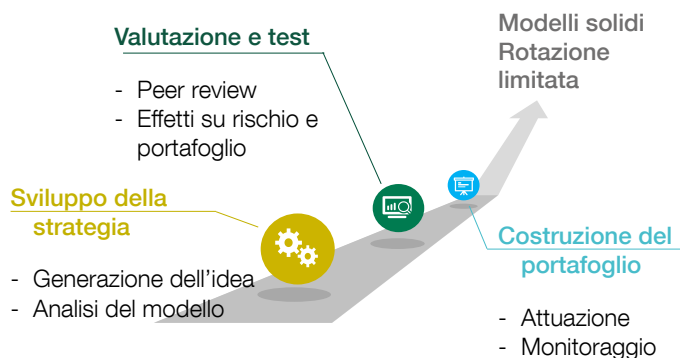 Sviluppo della
strategia
- Generazione dell'idea
- Analisi del modello
Valutazione e test
- Peer review
- Effetti su rischio e
portafoglio
Costruzione del
portafoglio
- Attuazione
- Monitoraggio
Modelli solidi
Rotazione
limitata